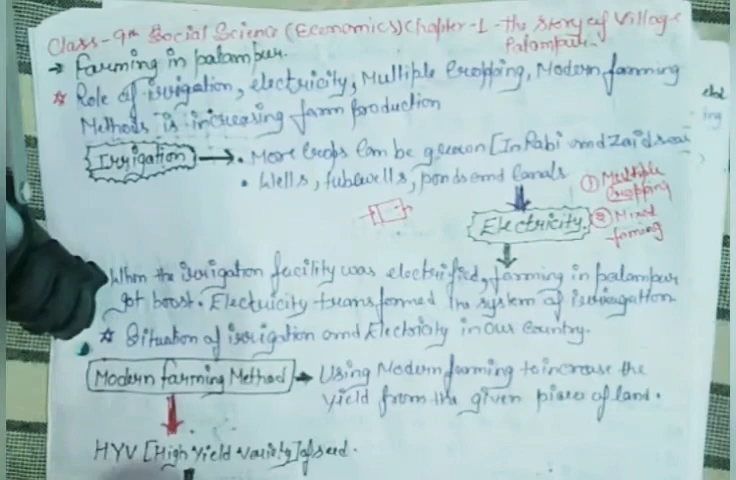 Class-9th Social Science (Economics) Chapter-1-the story of Village
Palampur-
→ Farming in palampur.
☆ Role of irrigation, electricity, Multiple Cropping, Modern farming
Methods is increasing farm production
Irrigation → • More Crops Can be grown [In Rabi and Zaid
• Wells, tubewells, ponds and Canals
① Multiple
Cropping
② Mixed
faming
Electricity.
When the irrigation facility was electrified, farming in palampur
got boost. Electricity transformed the system of irrigation
☆ Situation of irrigation and Electricity in Our Country.
Modern farming Method → Using Modern farming to increase the
yield from the given pieces of land.
HYV [High Yield Variety] of seed.